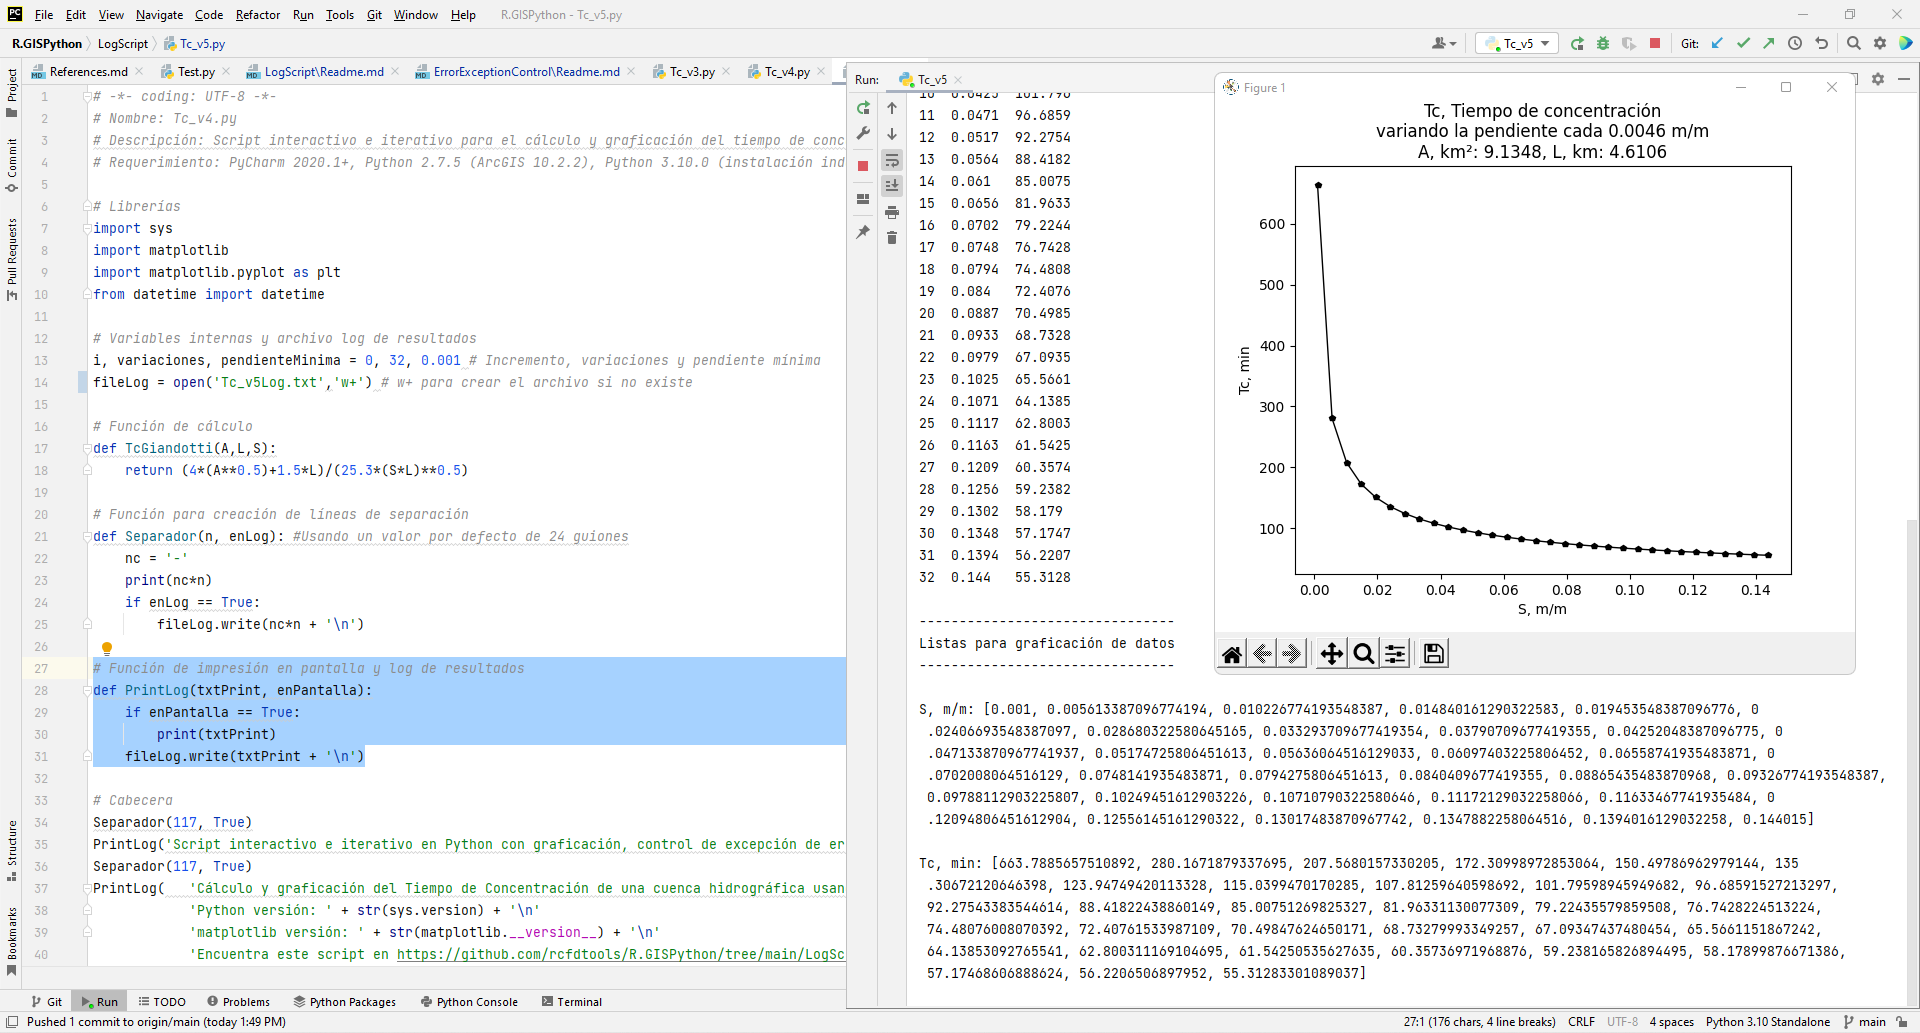 File Edit View Navigate Code Refactor Run Tools Git Window Help R.GISPython - Tc_v5.py
R.GISPython LogScript Tc_v5.py Tc_v5 Git:
References.md Test.py LogScript\Readme.md ErrorExceptionControl\Readme.md Tc_v3.py Tc_v4.py
Project
Commit
Pull Requests
Structure
Bookmarks
1 # -*- coding: UTF-8 -*-
2 # Nombre: Tc_v4.py
3 # Descripción: Script interactivo e iterativo para el cálculo y graficación del tiempo de conc
4 # Requerimiento: PyCharm 2020.1+, Python 2.7.5 (ArcGIS 10.2.2), Python 3.10.0 (instalación ind
5
6 # Librerías
7 import sys
8 import matplotlib
9 import matplotlib.pyplot as plt
10 from datetime import datetime
11
12 # Variables internas y archivo log de resultados
13 i, variaciones, pendienteMinima = 0, 32, 0.001 # Incremento, variaciones y pendiente mínima
14 fileLog = open('Tc_v5Log.txt','w+') # w+ para crear el archivo si no existe
15
16 # Función de cálculo
17 def TcGiandotti(A,L,S):
18 return (4*(A**0.5)+1.5*L)/(25.3*(S*L)**0.5)
19
20 # Función para creación de líneas de separación
21 def Separador(n, enLog): #Usando un valor por defecto de 24 guiones
22 nc = '-'
23 print(nc*n)
24 if enLog == True:
25 fileLog.write(nc*n + '\n')
26
27 # Función de impresión en pantalla y log de resultados
28 def PrintLog(txtPrint, enPantalla):
29 if enPantalla == True:
30 print(txtPrint)
31 fileLog.write(txtPrint + '\n')
32
33 # Cabecera
34 Separador(117, True)
35 PrintLog('Script interactivo e iterativo en Python con graficación, control de excepción de er
36 Separador(117, True)
37 PrintLog( 'Cálculo y graficación del Tiempo de Concentración de una cuenca hidrográfica usan
38 'Python versión: ' + str(sys.version) + '\n'
39 'matplotlib versión: ' + str(matplotlib.__version__) + '\n'
40 'Encuentra este script en https://github.com/rcfdtools/R.GISPython/tree/main/LogSc
Run: Tc_v5
10 0.0425 101.796
11 0.0471 96.6859
12 0.0517 92.2754
13 0.0564 88.4182
14 0.061 85.0075
15 0.0656 81.9633
16 0.0702 79.2244
17 0.0748 76.7428
18 0.0794 74.4808
19 0.084 72.4076
20 0.0887 70.4985
21 0.0933 68.7328
22 0.0979 67.0935
23 0.1025 65.5661
24 0.1071 64.1385
25 0.1117 62.8003
26 0.1163 61.5425
27 0.1209 60.3574
28 0.1256 59.2382
29 0.1302 58.179
30 0.1348 57.1747
31 0.1394 56.2207
32 0.144 55.3128
--------------------------------
Listas para graficación de datos
--------------------------------
S, m/m: [0.001, 0.005613387096774194, 0.010226774193548387, 0.014840161290322583, 0.019453548387096776, 0
.02406693548387097, 0.028680322580645165, 0.033293709677419354, 0.03790709677419355, 0.04252048387096775, 0
.047133870967741937, 0.051747258064516130, 0.05636064516129033, 0.06097403225806452, 0.0655874193548387​1, 0
.0702008064516129, 0.0748141935483871, 0.0794275806451613, 0.0840409677419355, 0.08865435483870968, 0.09326774193548387,
0.09788112903225807, 0.10249451612903226, 0.10710790322580646, 0.11172129032258066, 0.11633467741935484, 0
.12094806451612904, 0.12556145161290322, 0.13017483870967742, 0.1347882258064516, 0.1394016129032258, 0.144015]
Tc, min: [663.7885657510892, 280.1671879337695, 207.5680157330205, 172.30998972853064, 150.49786962979144, 135
.30672120646398, 123.94749420113328, 115.0399470170285, 107.81259640598692, 101.79598945949682, 96.68591527213297,
92.27543383544614, 88.41822438860149, 85.00751269825327, 81.96331130077309, 79.22435579859508, 76.7428224513224,
74.48076008070392, 72.40761533987109, 70.49847624650171, 68.73279993349257, 67.09347437480454, 65.5661151867242,
64.13853092765541, 62.800311169104695, 61.54250535627635, 60.35736971968876, 59.238165826894495, 58.17899876671386,
57.17468606888624, 56.2206506897952, 55.31283301089037]
Figure 1
Tc, Tiempo de concentración
variando la pendiente cada 0.0046 m/m
A, km²: 9.1348, L, km: 4.6106
Tc, min
600
500
400
300
200
100
0.00 0.02 0.04 0.06 0.08 0.10 0.12 0.14
S, m/m
Git Run TODO Problems Python Packages Python Console Terminal
Pushed 1 commit to origin/main (today 1:49 PM) 27:1 (176 chars, 4 line breaks) CRLF UTF-8 4 spaces Python 3.10 Standalone main